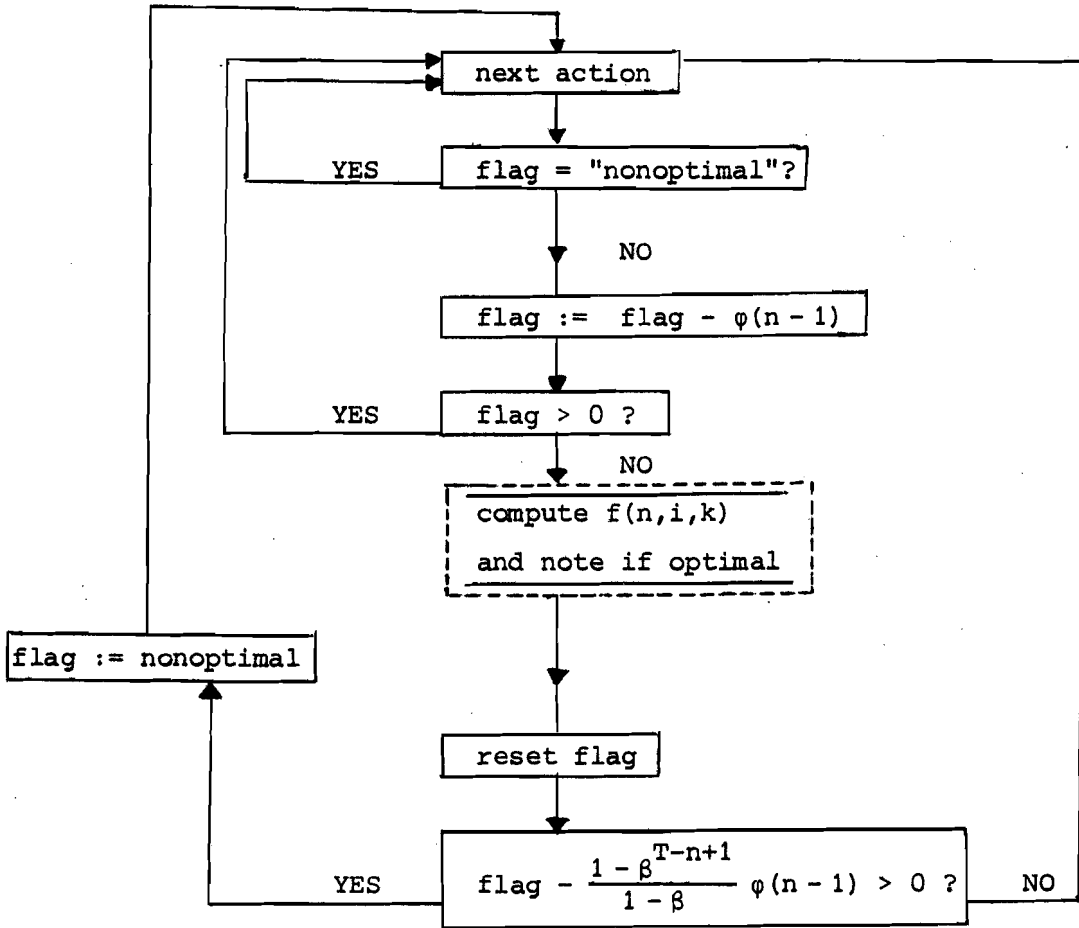 next action
YES
flag = "nonoptimal"?
NO
flag := flag - φ(n - 1)
YES
flag > 0 ?
NO
compute f(n,i,k)
and note if optimal
flag := nonoptimal
reset flag
YES
flag - \frac{1 - β^{T-n+1}}{1 - β} φ(n - 1) > 0 ?
NO